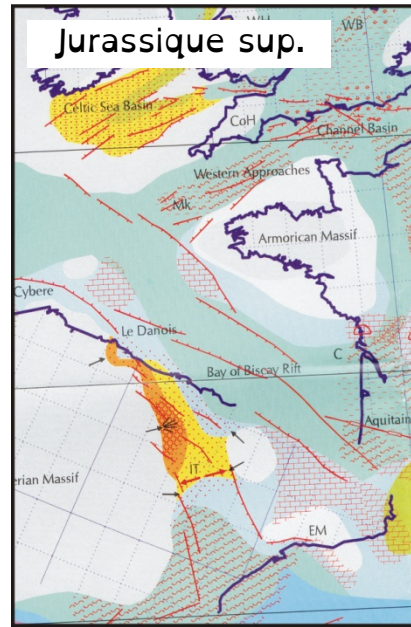 Jurassique sup.
WH
WB
Celtic Sea Basin
CoH
Channel Basin
Western Approaches
Mk
Armorican Massif
Cybere
Le Danois
C
Bay of Biscay Rift
Aquitain
IT
erian Massif
EM